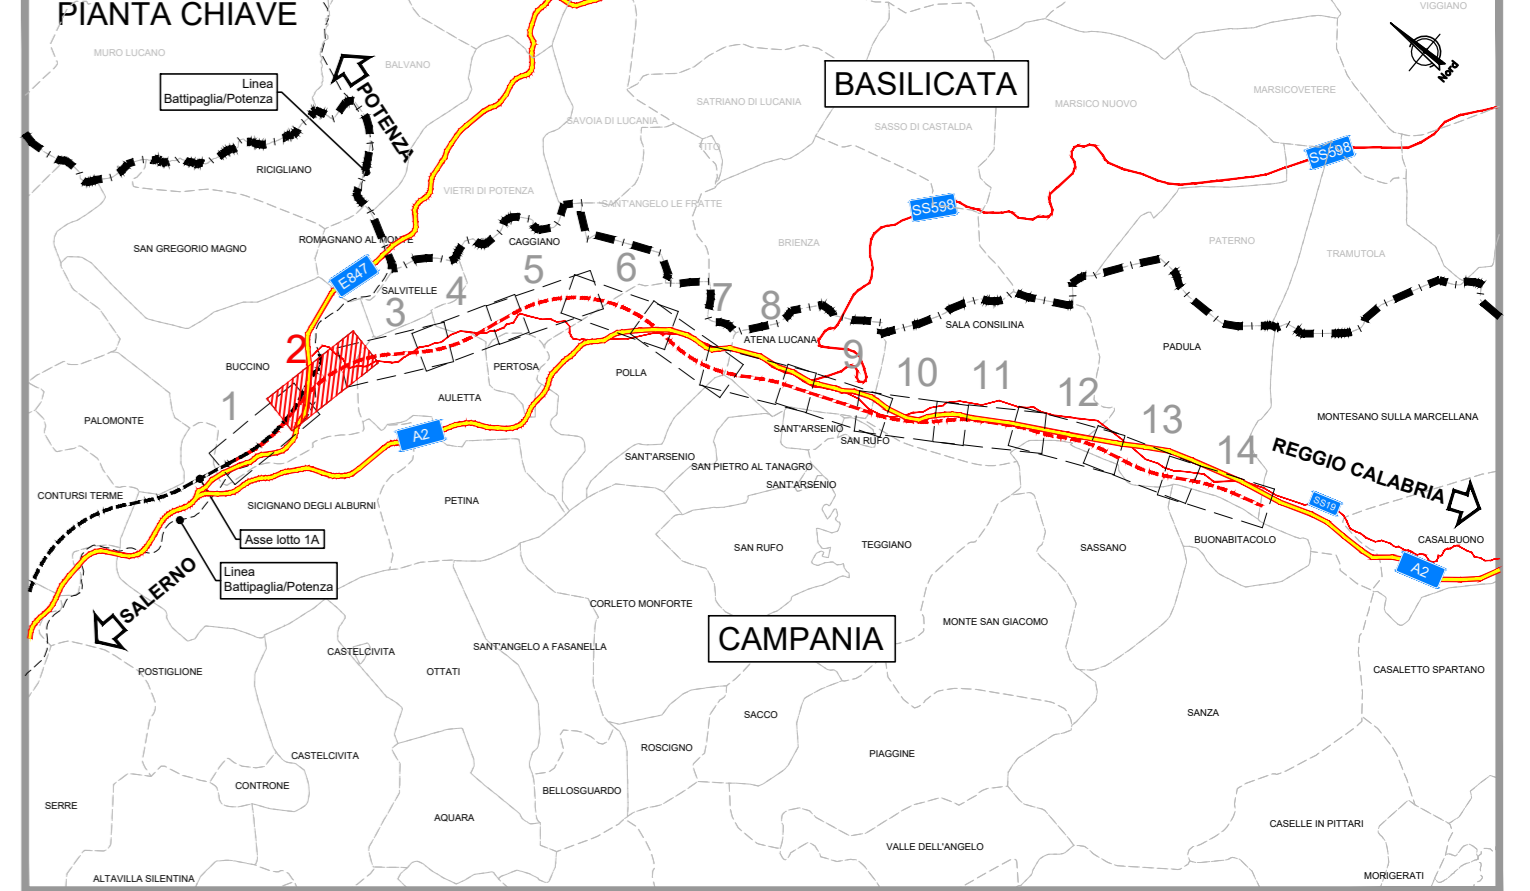 PIANTA CHIAVE
VIGGIANO
MURO LUCANO
BALVANO
Linea
Battipaglia/Potenza
POTENZA
BASILICATA
Nord
SATRIANO DI LUCANIA
MARSICO NUOVO
MARSICOVETERE
SAVOIA DI LUCANIA
SASSO DI CASTALDA
TITO
SS598
RICIGLIANO
VIETRI DI POTENZA
SANT'ANGELO LE FRATTE
SS598
SAN GREGORIO MAGNO
ROMAGNANO AL MONTE
CAGGIANO
BRIENZA
PATERNO
TRAMUTOLA
E847
SALVITELLE
3
4
5
6
7
8
SALA CONSILINA
ATENA LUCANA
PADULA
2
BUCCINO
PERTOSA
POLLA
9
10
11
12
13
14
1
AULETTA
PALOMONTE
A2
SANT'ARSENIO
SAN RUFO
MONTESANO SULLA MARCELLANA
SANT'ARSENIO
SAN PIETRO AL TANAGRO
SANT'ARSENIO
REGGIO CALABRIA
CONTURSI TERME
SICIGNANO DEGLI ALBURNI
PETINA
SS19
Asse lotto 1A
SAN RUFO
TEGGIANO
SASSANO
BUONABITACOLO
CASALBUONO
A2
Linea
Battipaglia/Potenza
SALERNO
CORLETO MONFORTE
CAMPANIA
MONTE SAN GIACOMO
CASTELCIVITA
SANT'ANGELO A FASANELLA
POSTIGLIONE
OTTATI
CASALETTO SPARTANO
SACCO
SANZA
ROSCIGNO
PIAGGINE
CASTELCIVITA
CONTRONE
BELLOSGUARDO
SERRE
AQUARA
CASELLE IN PITTARI
VALLE DELL'ANGELO
ALTAVILLA SILENTINA
MORIGERATI